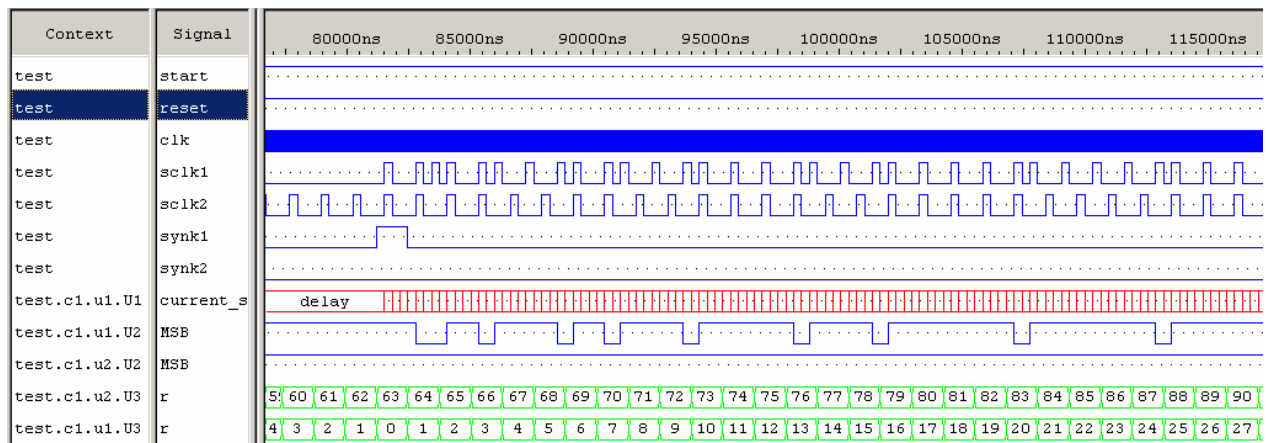 Context Signal 80000ns 85000ns 90000ns 95000ns 100000ns 105000ns 110000ns 115000ns
test start
test reset
test clk
test sclk1
test sclk2
test synk1
test synk2
test.c1.u1.U1 current_s delay
test.c1.u1.U2 MSB
test.c1.u2.U2 MSB
test.c1.u2.U3 r 5 60 61 62 63 64 65 66 67 68 69 70 71 72 73 74 75 76 77 78 79 80 81 82 83 84 85 86 87 88 89 90
test.c1.u1.U3 r 4 3 2 1 0 1 2 3 4 5 6 7 8 9 10 11 12 13 14 15 16 17 18 19 20 21 22 23 24 25 26 27